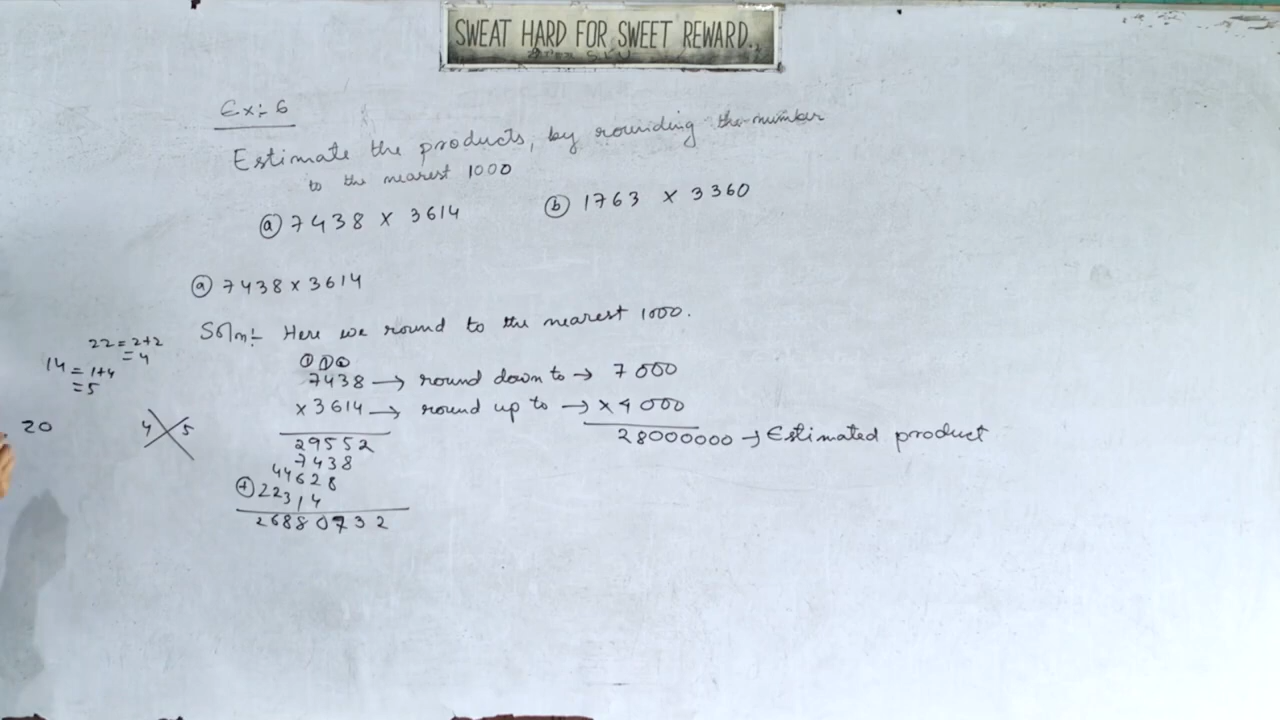 SWEAT HARD FOR SWEET REWARD.
Ex:- 6
Estimate the products, by rounding the number
to the nearest 1000
ⓐ 7438 x 3614 ⓑ 1763 x 3360
ⓐ 7438 x 3614
Soln:- Here we round to the nearest 1000.
22 = 2+2
= 4
14 = 1+4
= 5
20
4 5
7438 → round down to → 7000
x 3614 → round up to → x 4000
29552
28000000 → Estimated product
7438
44628
+ 22314
26880732